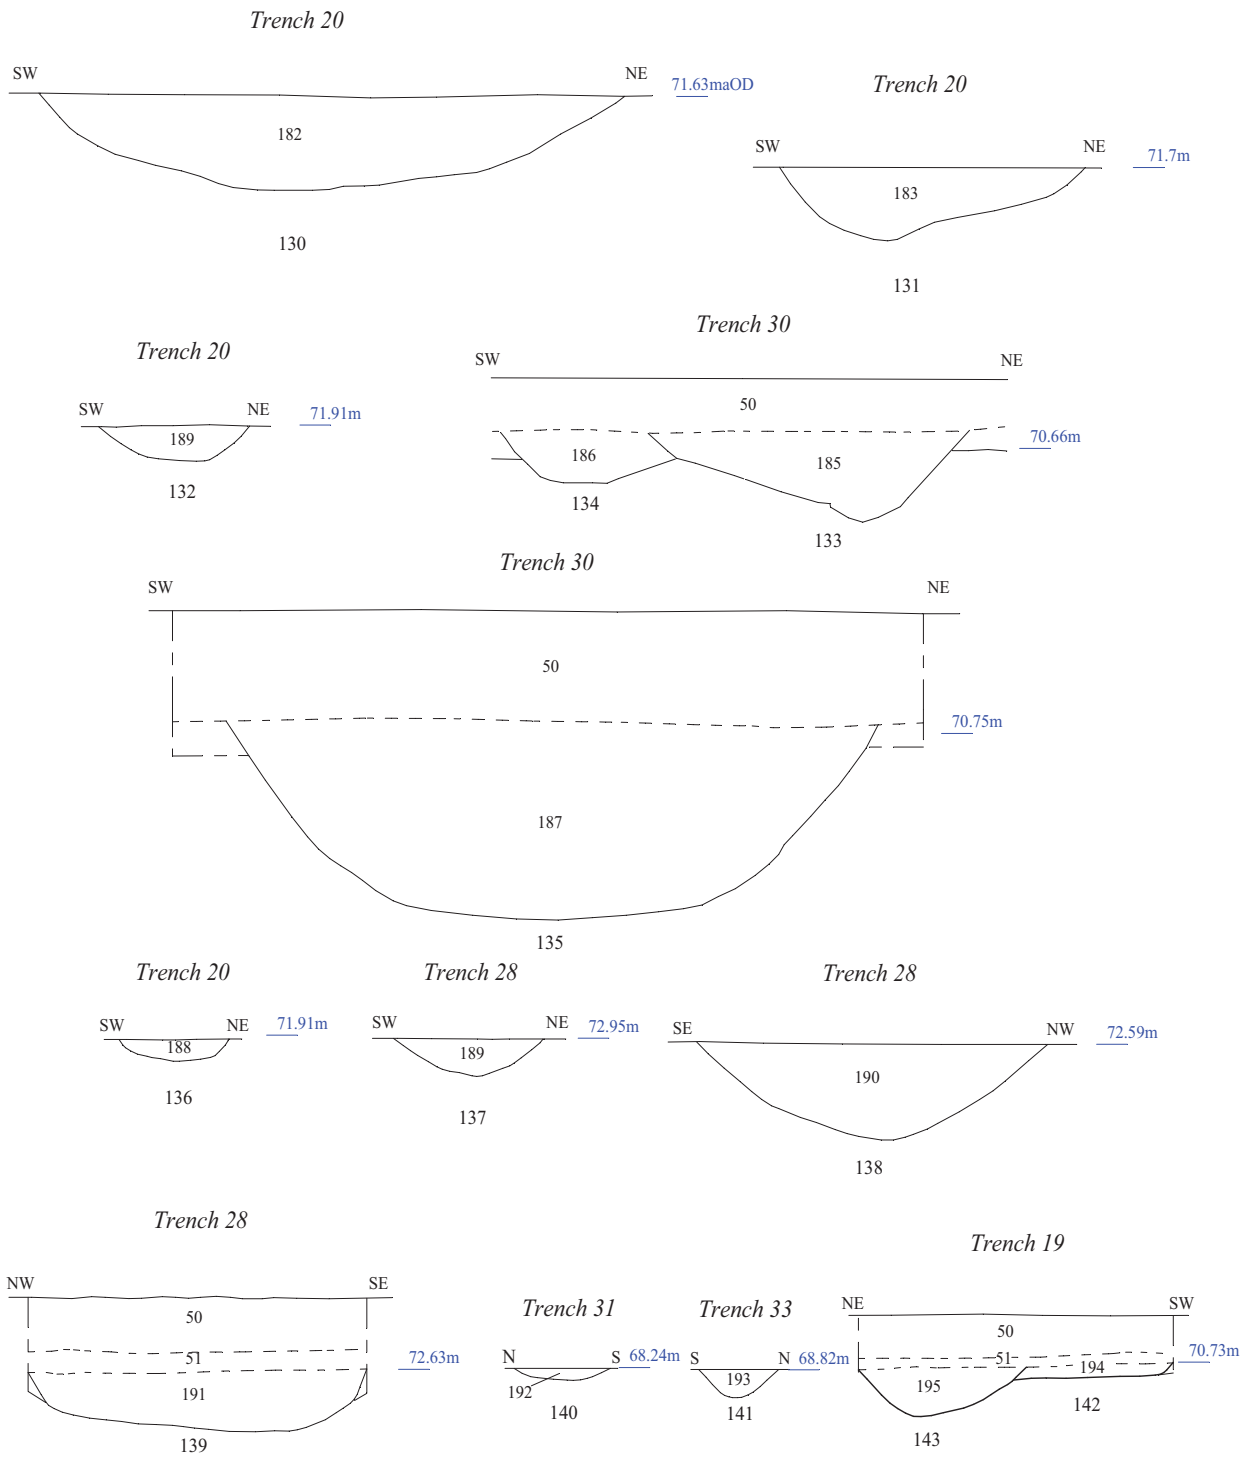 Trench 20
SW
NE
71.63maOD
182
130
Trench 20
SW
NE
71.7m
183
131
Trench 20
SW
NE
71.91m
189
132
Trench 30
SW
NE
50
70.66m
186
185
134
133
Trench 30
SW
NE
50
70.75m
187
135
Trench 20
SW
NE
71.91m
188
136
Trench 28
SW
NE
72.95m
189
137
Trench 28
SE
NW
72.59m
190
138
Trench 28
NW
SE
50
51
72.63m
191
139
Trench 31
N
S
68.24m
192
140
Trench 33
S
N
68.82m
193
141
Trench 19
NE
SW
50
51
70.73m
194
195
142
143